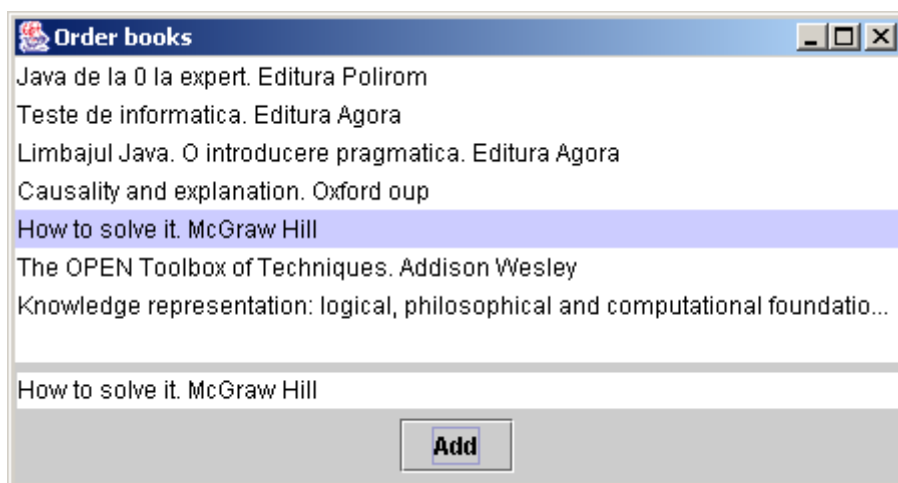 Order books
Java de la 0 la expert. Editura Polirom
Teste de informatica. Editura Agora
Limbajul Java. O introducere pragmatica. Editura Agora
Causality and explanation. Oxford oup
How to solve it. McGraw Hill
The OPEN Toolbox of Techniques. Addison Wesley
Knowledge representation: logical, philosophical and computational foundatio...
How to solve it. McGraw Hill
Add